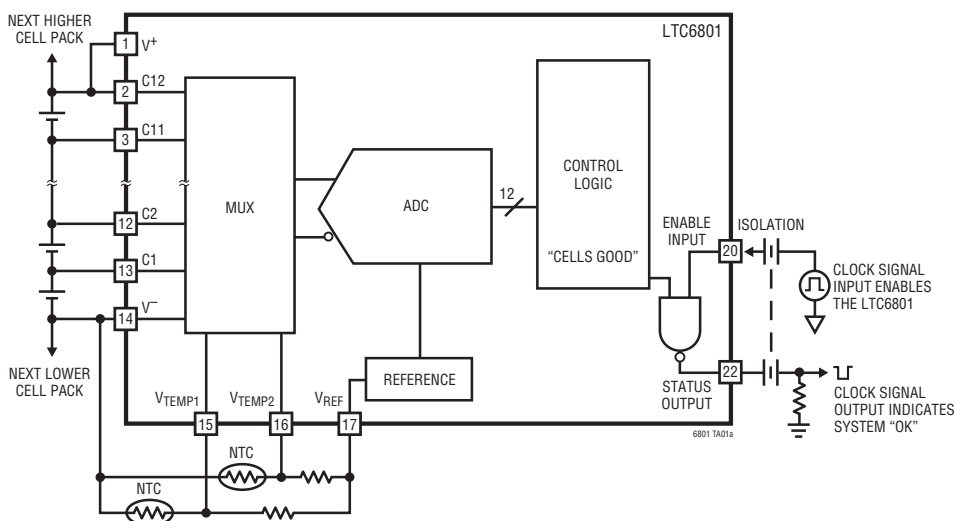 NEXT HIGHER
CELL PACK
LTC6801
1
V+
2
C12
3
C11
12
C2
13
C1
14
V–
NEXT LOWER
CELL PACK
MUX
ADC
12
CONTROL
LOGIC
"CELLS GOOD"
REFERENCE
ENABLE
INPUT
20
ISOLATION
CLOCK SIGNAL
INPUT ENABLES
THE LTC6801
22
STATUS
OUTPUT
CLOCK SIGNAL
OUTPUT INDICATES
SYSTEM "OK"
6801 TA01a
VTEMP1
VTEMP2
VREF
15
16
17
NTC
NTC